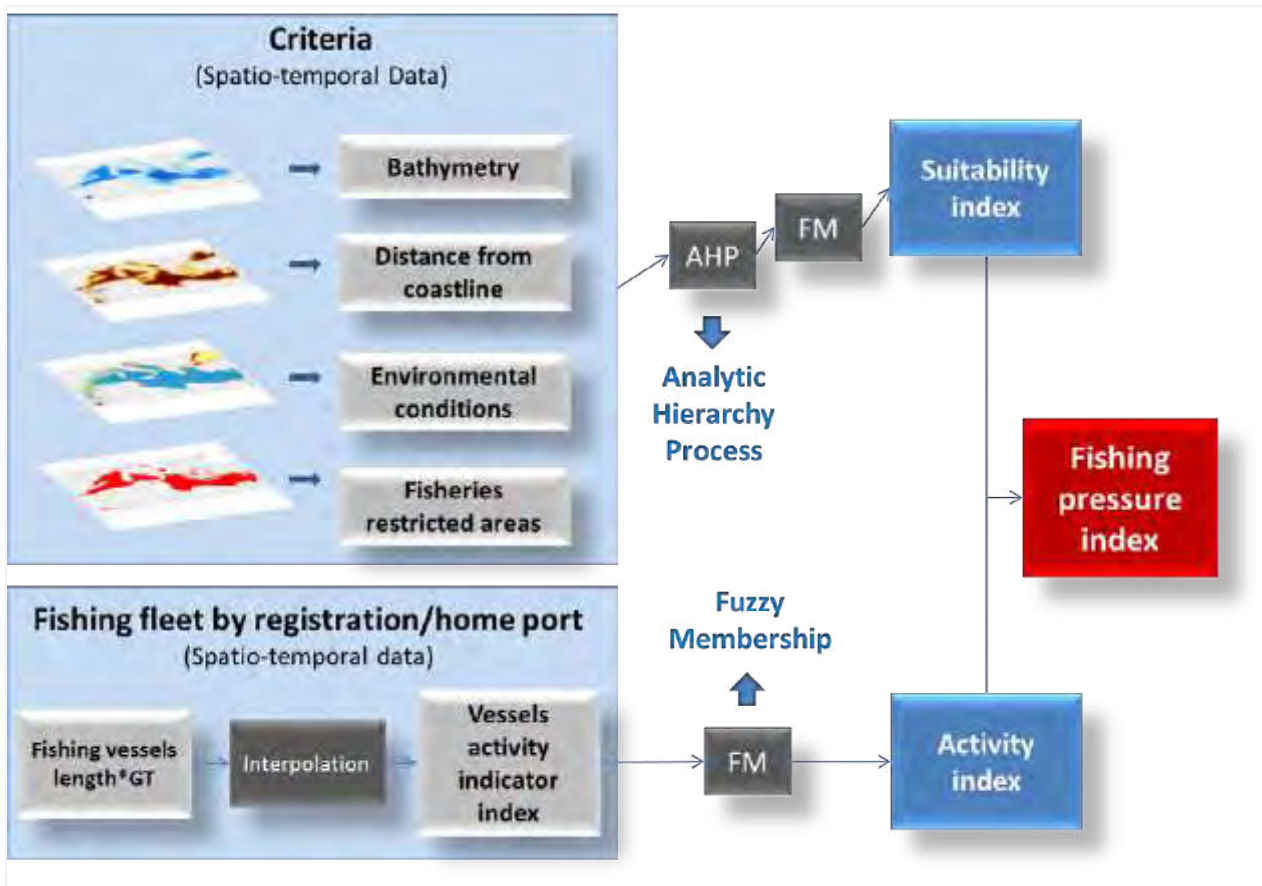 Criteria
(Spatio-temporal Data)
Bathymetry
Distance from
coastline
Environmental
conditions
Fisheries
restricted areas
AHP
FM
Suitability
index
Analytic
Hierarchy
Process
Fishing
pressure
index
Fishing fleet by registration/home port
(Spatio-temporal data)
Fishing vessels
length*GT
Interpolation
Vessels
activity
indicator
index
Fuzzy
Membership
FM
Activity
index